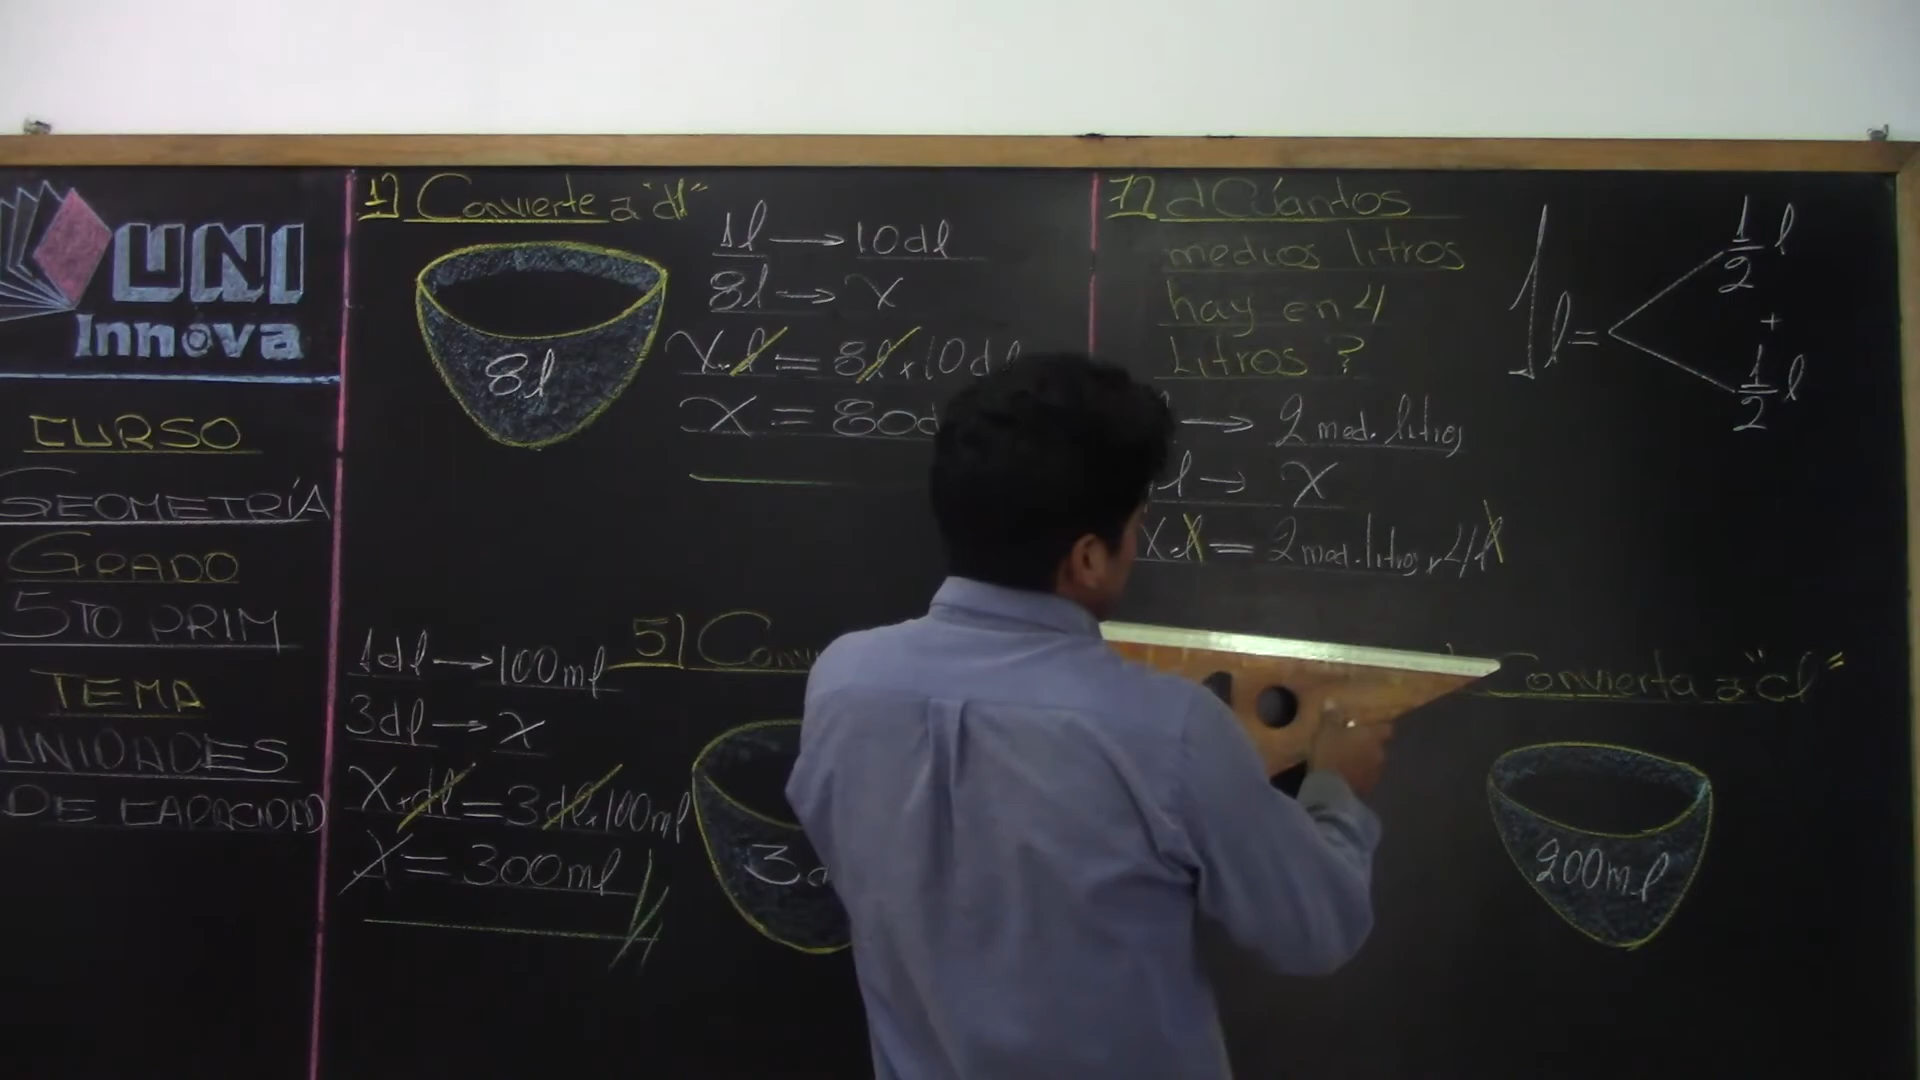 UNI
Innova
CURSO
GEOMETRÍA
GRADO
5TO PRIM
TEMA
UNIDADES
DE CAPACIDAD
1) Convierte a "dl"
8l
1l → 10dl
8l → x
x.l = 8l x 10dl
x = 80d
1dl → 100ml
3dl → x
x x dl = 3dl x 100ml
x = 300ml
5) Conv
3d
7) ¿Cuántos
medios litros
hay en 4
Litros ?
→ 2 med. litros
l → x
x.l = 2 med. litros x 4l
1l =
1/2 l
+
1/2 l
Convierta a "cl"
200ml